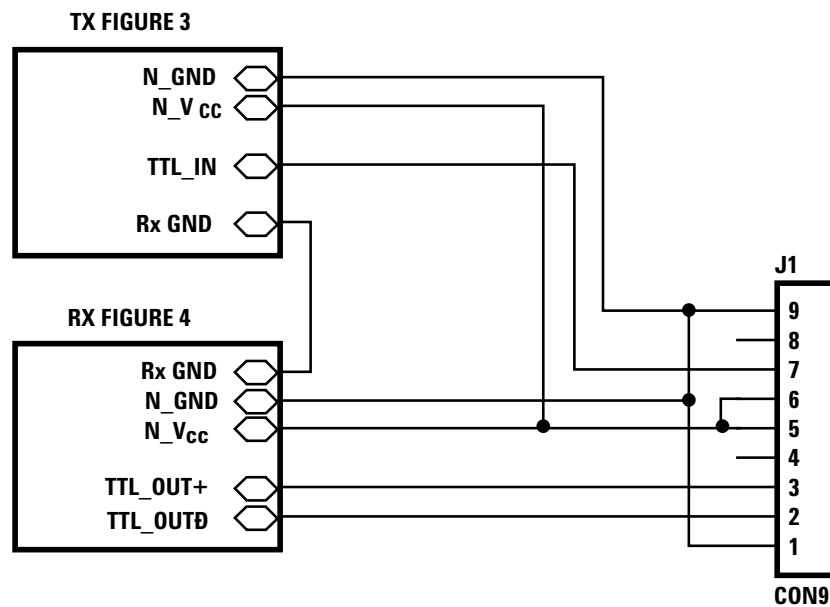 TX FIGURE 3
N_GND
N_V CC
TTL_IN
Rx GND
J1
9
8
7
6
5
4
3
2
1
CON9
RX FIGURE 4
Rx GND
N_GND
N_VCC
TTL_OUT+
TTL_OUTÐ